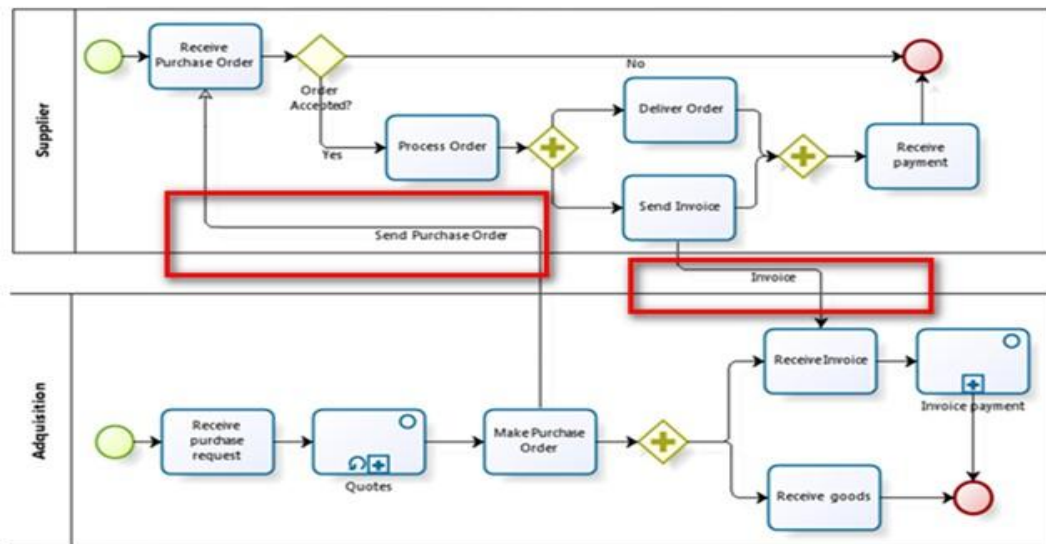 Supplier
Receive
Purchase Order
Order
Accepted?
No
Yes
Process Order
Deliver Order
Send Invoice
Receive
payment
Send Purchase Order
Invoice
Adquisition
Receive
purchase
request
Quotes
Make Purchase
Order
Receive Invoice
Invoice payment
Receive goods